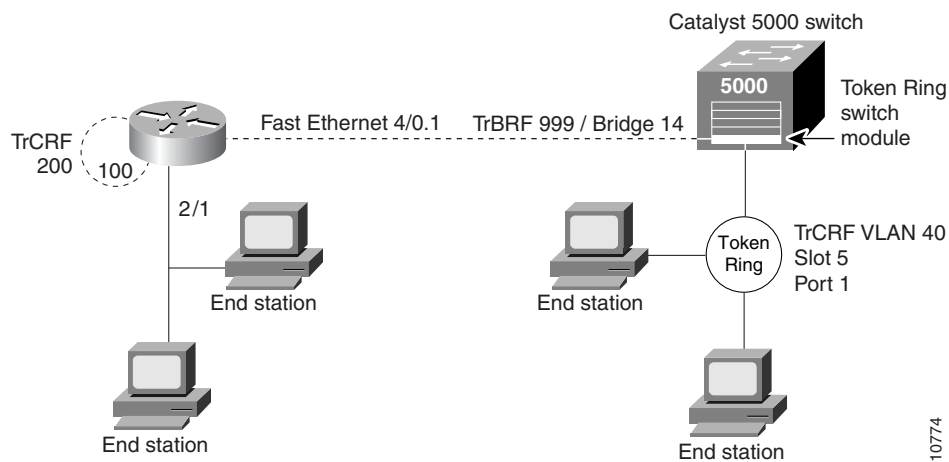 Catalyst 5000 switch
5000
Token Ring
switch
module
Fast Ethernet 4/0.1
TrBRF 999 / Bridge 14
TrCRF
200
100
2/1
End station
End station
Token
Ring
TrCRF VLAN 40
Slot 5
Port 1
End station
End station
10774